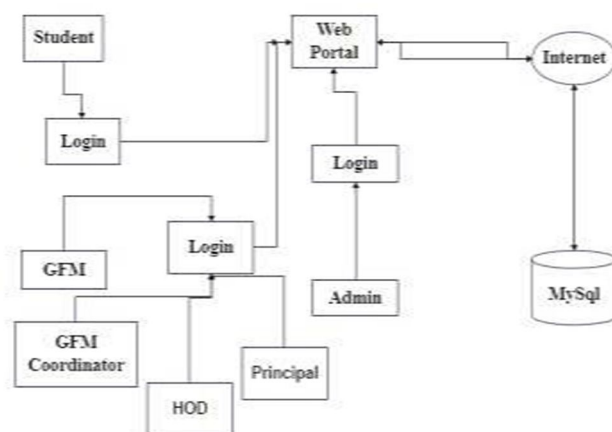 Student
Web
Portal
Internet
Login
Login
Login
GFM
Admin
MySql
GFM
Coordinator
Principal
HOD